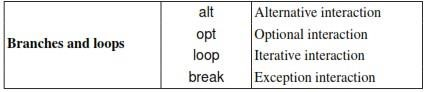 alt Alternative interaction
opt Optional interaction
Branches and loops
loop Iterative interaction
break Exception interaction